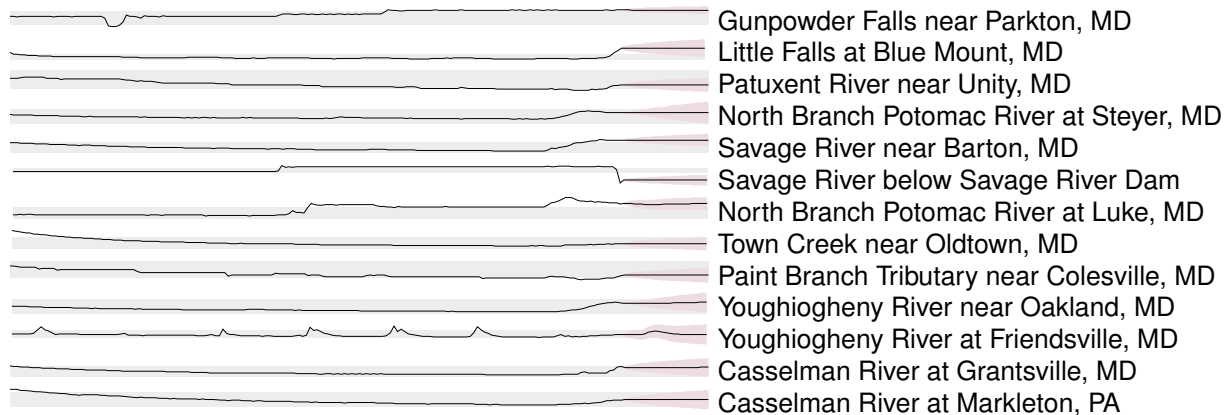 Gunpowder Falls near Parkton, MD
Little Falls at Blue Mount, MD
Patuxent River near Unity, MD
North Branch Potomac River at Steyer, MD
Savage River near Barton, MD
Savage River below Savage River Dam
North Branch Potomac River at Luke, MD
Town Creek near Oldtown, MD
Paint Branch Tributary near Colesville, MD
Youghiogheny River near Oakland, MD
Youghiogheny River at Friendsville, MD
Casselman River at Grantsville, MD
Casselman River at Markleton, PA